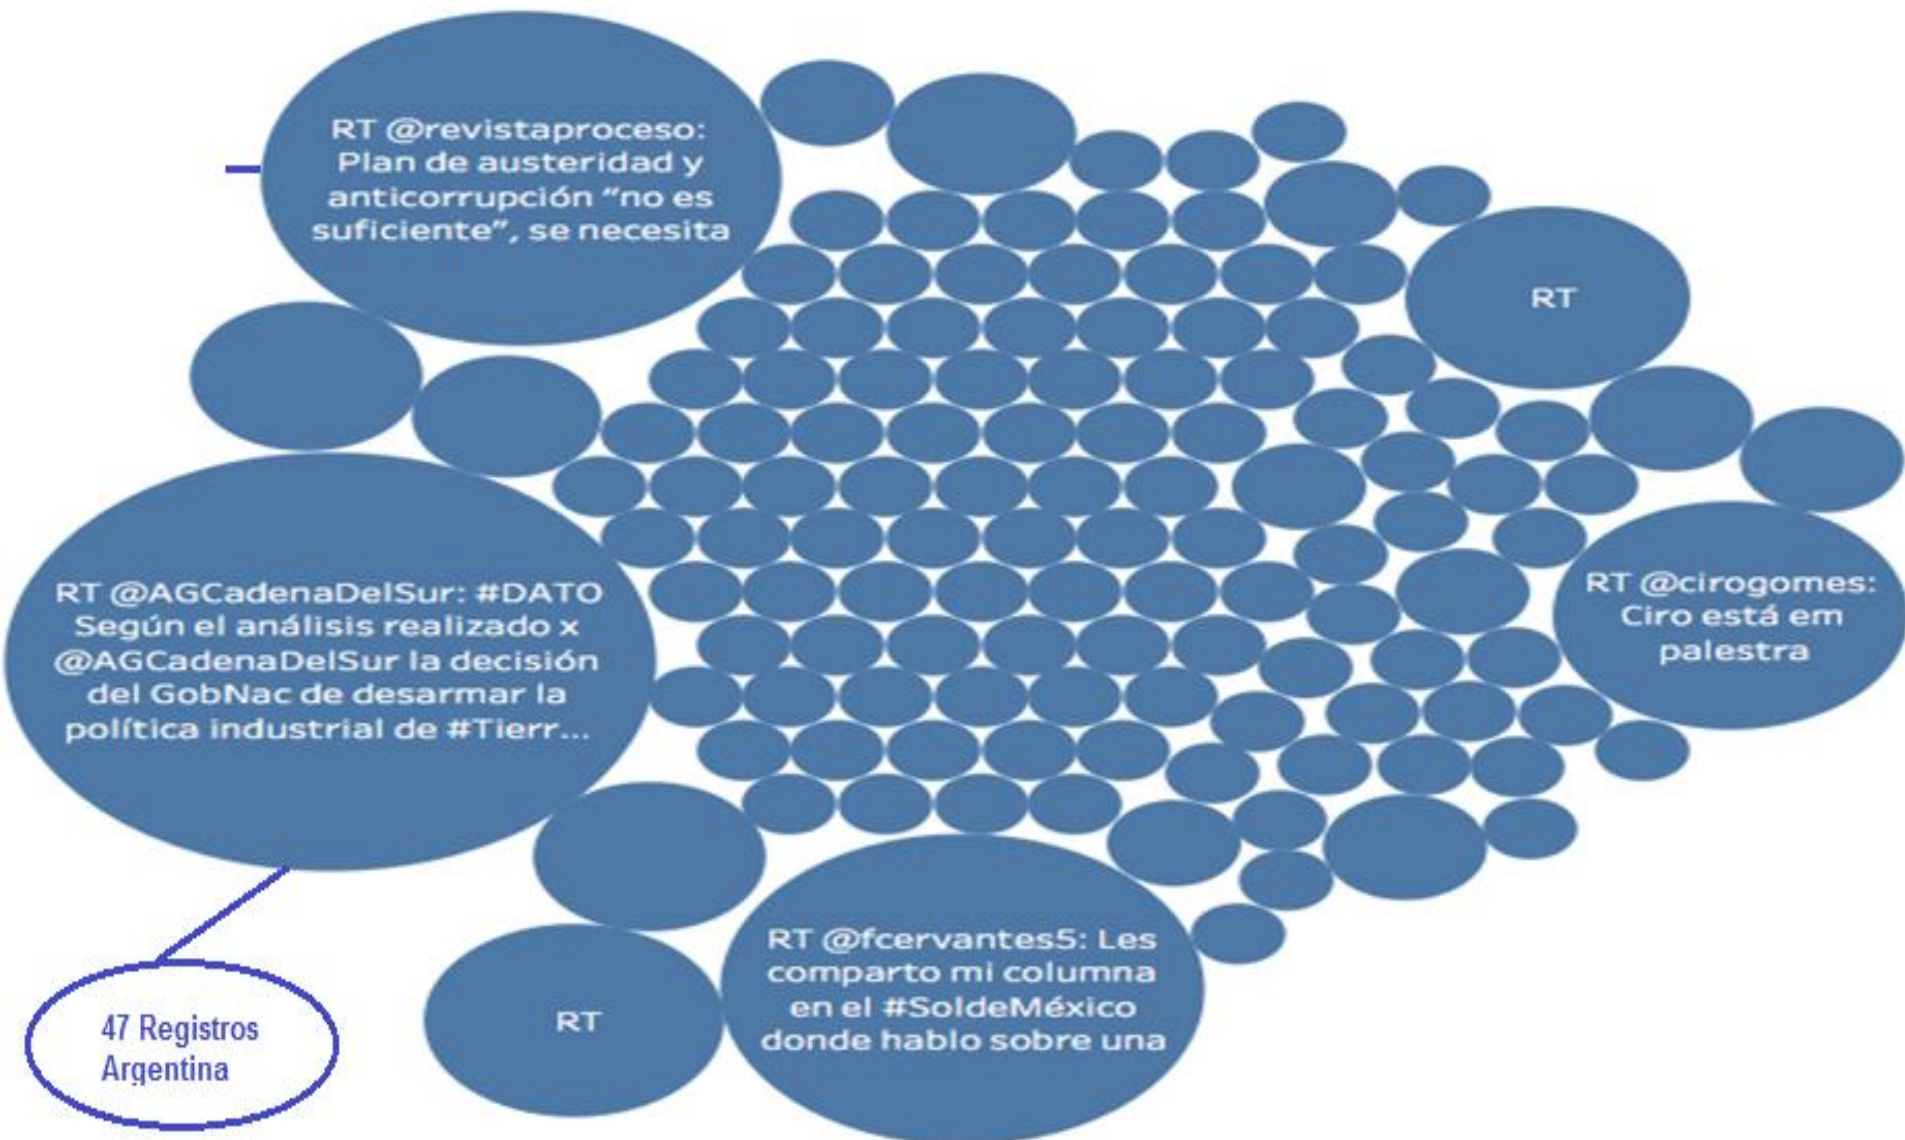 RT @revistaproceso:
Plan de austeridad y
anticorrupción "no es
suficiente", se necesita
RT
RT @AGCadenaDelSur: #DATO
Según el análisis realizado x
@AGCadenaDelSur la decisión
del GobNac de desarmar la
política industrial de #Tierr...
RT @cirogomes:
Ciro está em
palestra
RT @fcervantes5: Les
comparto mi columna
en el #SoldeMéxico
donde hablo sobre una
RT
47 Registros
Argentina